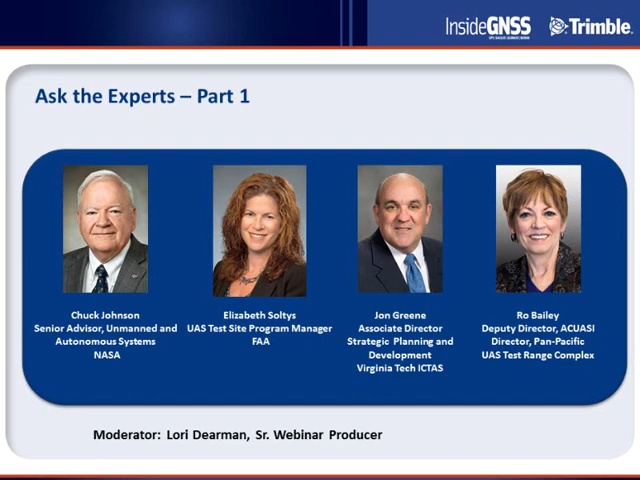 InsideGNSS
Trimble.
Ask the Experts – Part 1
Chuck Johnson
Senior Advisor, Unmanned and
Autonomous Systems
NASA
Elizabeth Soltys
UAS Test Site Program Manager
FAA
Jon Greene
Associate Director
Strategic Planning and
Development
Virginia Tech ICTAS
Ro Bailey
Deputy Director, ACUASI
Director, Pan-Pacific
UAS Test Range Complex
Moderator: Lori Dearman, Sr. Webinar Producer